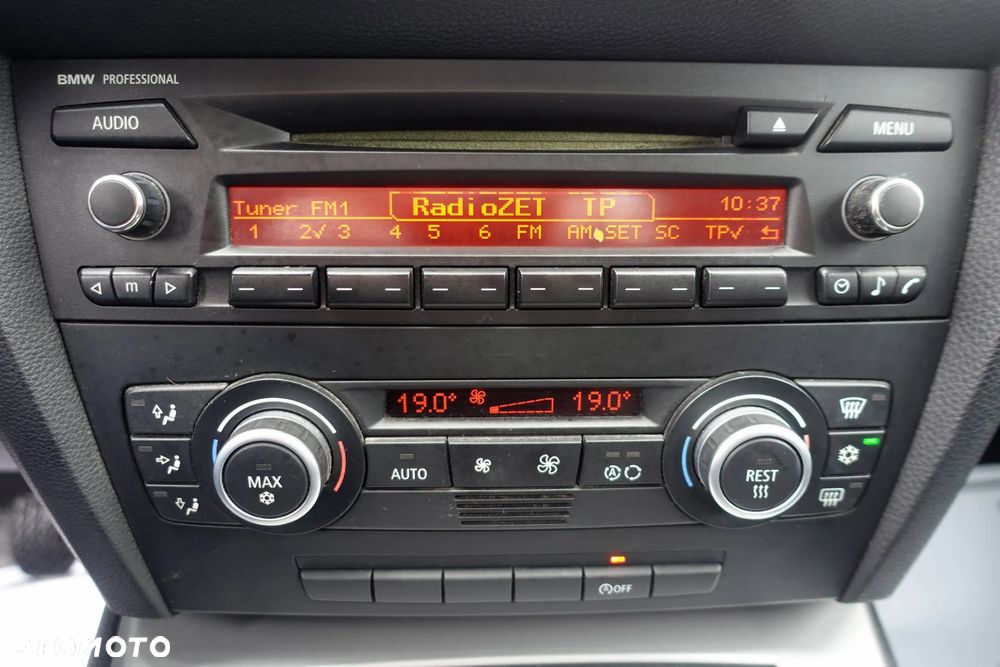 BMW PROFESSIONAL
AUDIO
MENU
Tuner FM1 RadioZET TP 10:37
1 2✓ 3 4 5 6 FM AM SET SC TP✓
m
19.0° 19.0°
MAX
AUTO
A
REST
A OFF
OTOMOTO